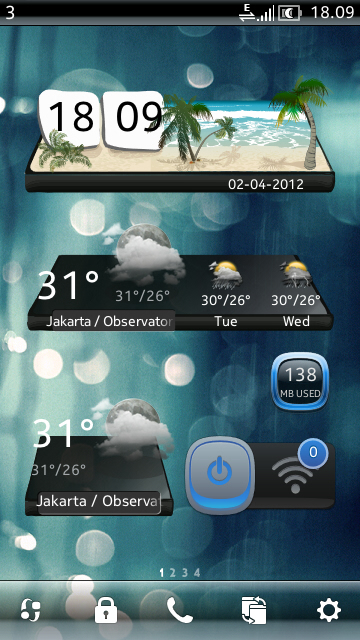 3 E 18.09
18 09
02-04-2012
31° 31°/26° 30°/26° 30°/26°
Jakarta / Observator Tue Wed
138
MB USED
31°
31°/26°
Jakarta / Observa
0
1 2 3 4